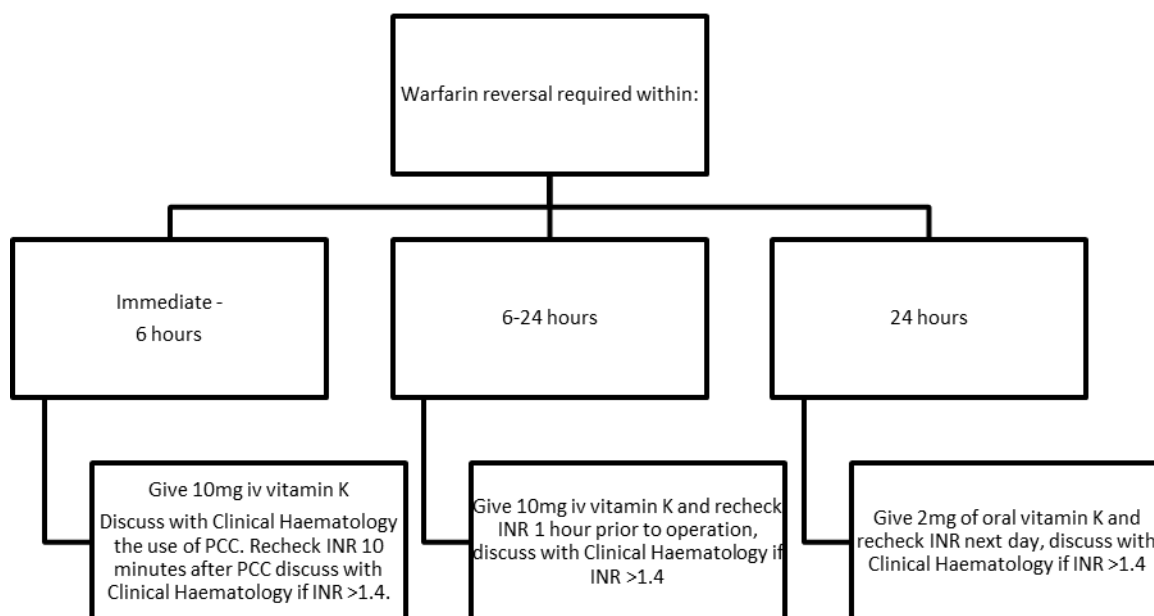 Warfarin reversal required within:
Immediate -
6 hours
6-24 hours
24 hours
Give 10mg iv vitamin K
Discuss with Clinical Haematology
the use of PCC. Recheck INR 10
minutes after PCC discuss with
Clinical Haematology if INR >1.4.
Give 10mg iv vitamin K and recheck
INR 1 hour prior to operation,
discuss with Clinical Haematology if
INR >1.4
Give 2mg of oral vitamin K and
recheck INR next day, discuss with
Clinical Haematology if INR >1.4